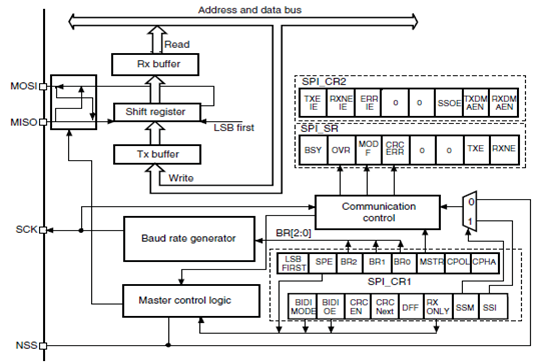 Address and data bus
Read
Rx buffer
MOSI
MISO
Shift register
LSB first
Tx buffer
Write
SPI_CR2
TXE IE
RXNE IE
ERR IE
0
0
SSOE
TXDM AEN
RXDM AEN
SPI_SR
BSY
OVR
MOD F
CRC ERR
0
0
TXE
RXNE
Communication control
0
1
SCK
Baud rate generator
BR[2:0]
LSB FIRST
SPE
BR2
BR1
BR0
MSTR
CPOL
CPHA
SPI_CR1
Master control logic
BIDI MODE
BIDI OE
CRC EN
CRC Next
DFF
RX ONLY
SSM
SSI
NSS